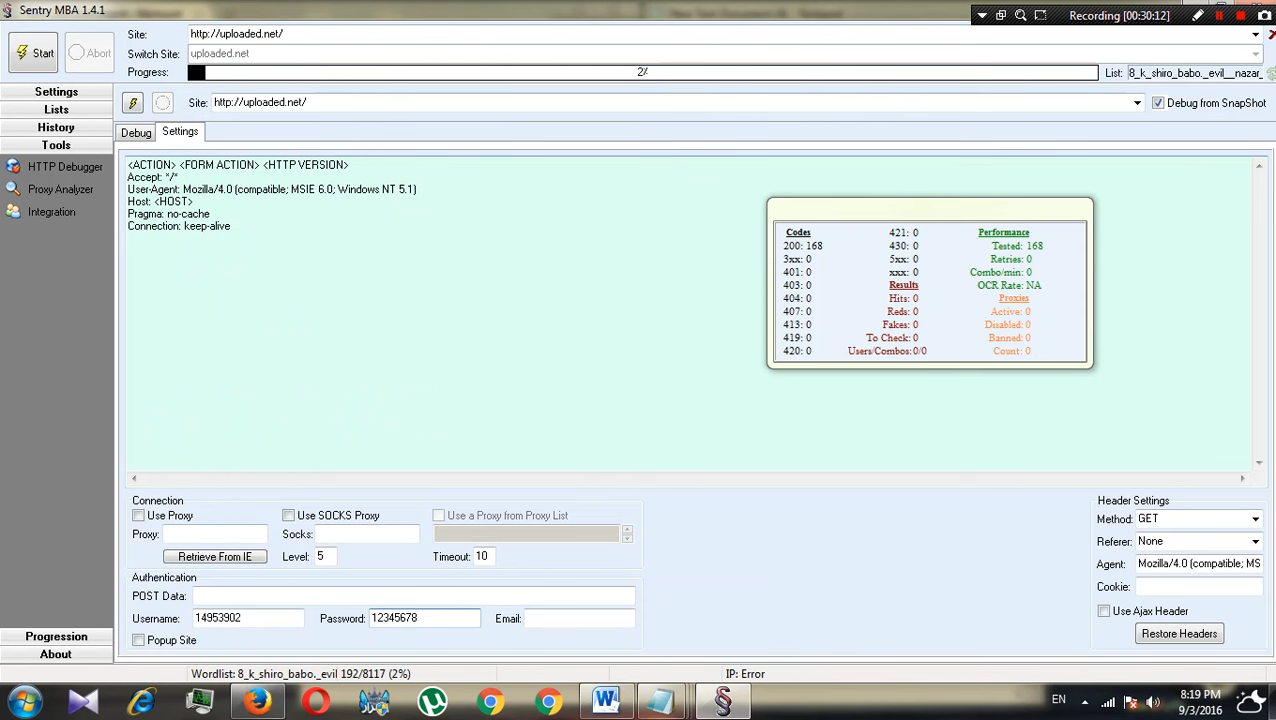 Sentry MBA 1.4.1
Recording [00:30:12]
Start
Abort
Site:
http://uploaded.net/
Switch Site:
uploaded.net
Progress:
2%
List:
8_k_shiro_babo._evil__nazar_
Settings
Lists
History
Tools
HTTP Debugger
Proxy Analyzer
Integration
Progression
About
Site:
http://uploaded.net/
Debug from SnapShot
Debug
Settings
<ACTION> <FORM ACTION> <HTTP VERSION>
Accept: */*
User-Agent: Mozilla/4.0 (compatible; MSIE 6.0; Windows NT 5.1)
Host: <HOST>
Pragma: no-cache
Connection: keep-alive
Codes
200: 168
3xx: 0
401: 0
403: 0
404: 0
407: 0
413: 0
419: 0
420: 0
421: 0
430: 0
5xx: 0
xxx: 0
Results
Hits: 0
Reds: 0
Fakes: 0
To Check: 0
Users/Combos: 0/0
Performance
Tested: 168
Retries: 0
Combo/min: 0
OCR Rate: NA
Proxies
Active: 0
Disabled: 0
Banned: 0
Count: 0
Connection
Use Proxy
Use SOCKS Proxy
Use a Proxy from Proxy List
Proxy:
Socks:
Retrieve From IE
Level: 5
Timeout: 10
Authentication
POST Data:
Username: 14953902
Password: 12345678
Email:
Popup Site
Header Settings
Method: GET
Referer: None
Agent: Mozilla/4.0 (compatible; MS
Cookie:
Use Ajax Header
Restore Headers
Wordlist: 8_k_shiro_babo._evil 192/8117 (2%)
IP: Error
EN
8:19 PM
9/3/2016